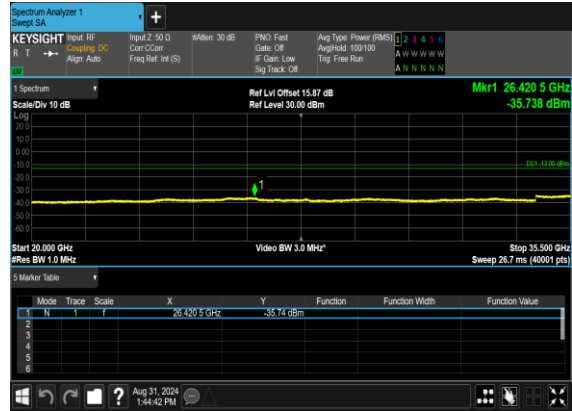 Spectrum Analyzer 1
Swept SA
+
KEYSIGHT Input: RF Input Z: 50 Ω #Atten: 30 dB PNO: Fast Avg Type: Power (RMS) 1 2 3 4 5 6
R T Coupling: DC Corr CCorr Gate: Off Avg|Hold: 100/100 A W W W W W
Align: Auto Freq Ref: Int (S) IF Gain: Low Trig: Free Run
LV Sig Track: Off A N N N N N
1 Spectrum Ref Lvl Offset 15.87 dB Mkr1 26.420 5 GHz
Scale/Div 10 dB Ref Level 30.00 dBm -35.738 dBm
Log
20.0
10.0
0.00
-10.0 DL1 -13.00 dBm
-20.0
-30.0 1
-40.0
-50.0
-60.0
Start 20.000 GHz Video BW 3.0 MHz* Stop 35.500 GHz
#Res BW 1.0 MHz Sweep 26.7 ms (40001 pts)
5 Marker Table
Mode Trace Scale X Y Function Function Width Function Value
1 N 1 f 26.420 5 GHz -35.74 dBm
2
3
4
5
6
? Aug 31, 2024
1:44:42 PM